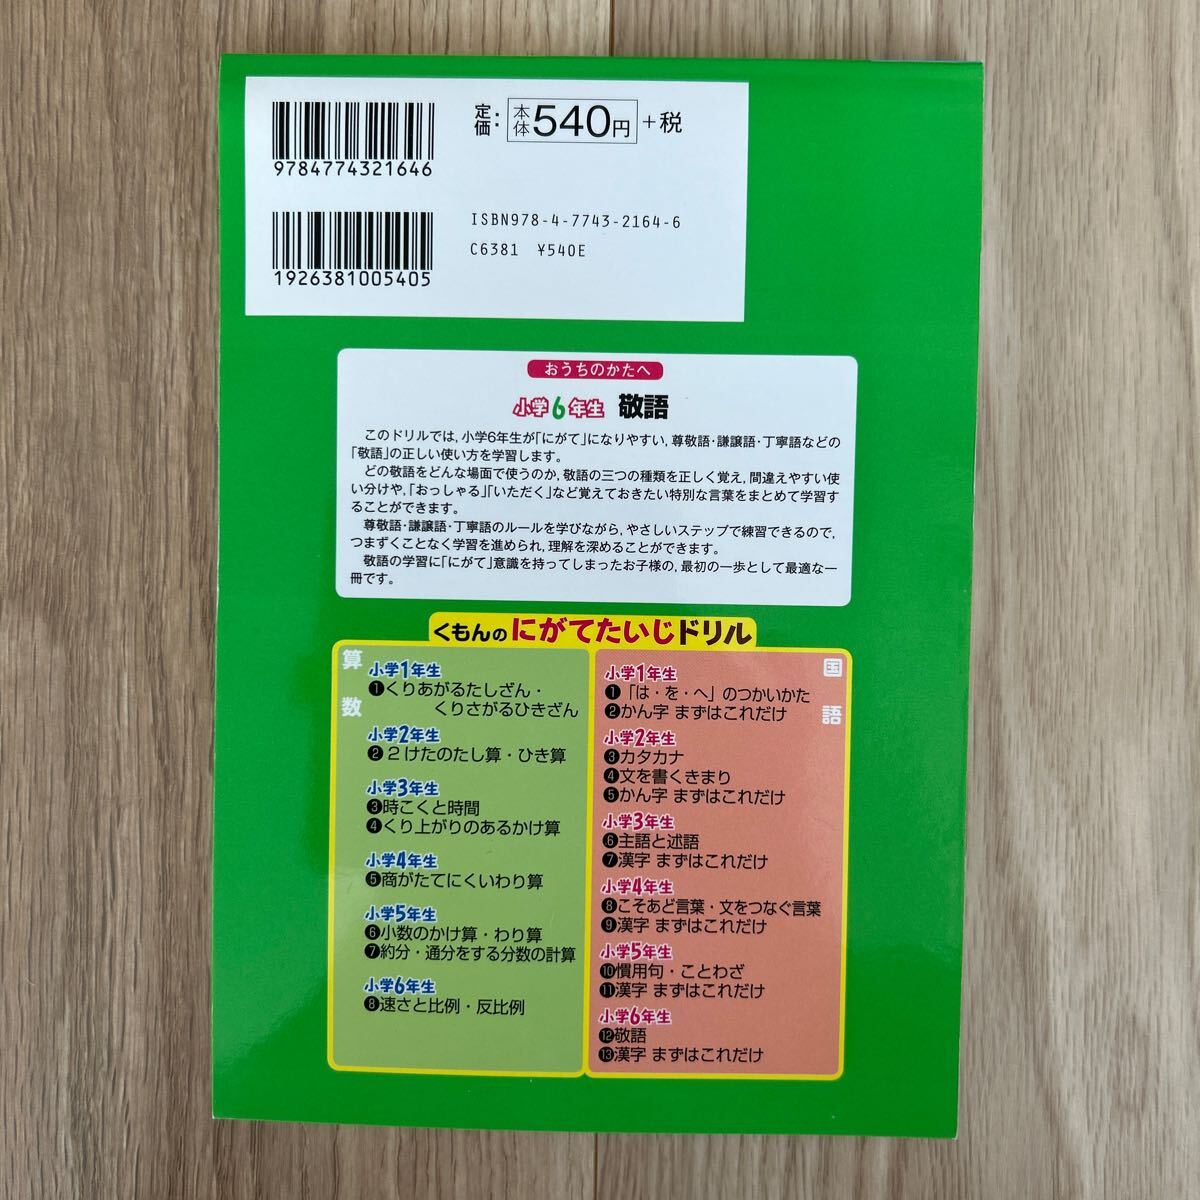 9784774321646
定価:本体540円+税
ISBN978-4-7743-2164-6
C6381 ¥540E
1926381005405
おうちのかたへ
小学6年生 敬語
このドリルでは,小学6年生が「にがて」になりやすい,尊敬語・謙譲語・丁寧語などの
「敬語」の正しい使い方を学習します。
どの敬語をどんな場面で使うのか,敬語の三つの種類を正しく覚え,間違えやすい使
い分けや,「おっしゃる」「いただく」など覚えておきたい特別な言葉をまとめて学習す
ることができます。
尊敬語・謙譲語・丁寧語のルールを学びながら,やさしいステップで練習できるので,
つまずくことなく学習を進められ,理解を深めることができます。
敬語の学習に「にがて」意識を持ってしまったお子様の,最初の一歩として最適な一
冊です。
くもんのにがてたいじドリル
算数
小学1年生
❶くりあがるたしざん・
くりさがるひきざん
小学2年生
❷2けたのたし算・ひき算
小学3年生
❸時こくと時間
❹くり上がりのあるかけ算
小学4年生
❺商がたてにくいわり算
小学5年生
❻小数のかけ算・わり算
❼約分・通分をする分数の計算
小学6年生
❽速さと比例・反比例
国語
小学1年生
❶「は・を・へ」のつかいかた
❷かん字 まずはこれだけ
小学2年生
❸カタカナ
❹文を書くきまり
❺かん字 まずはこれだけ
小学3年生
❻主語と述語
❼漢字 まずはこれだけ
小学4年生
❽こそあど言葉・文をつなぐ言葉
❾漢字 まずはこれだけ
小学5年生
❿慣用句・ことわざ
⓫漢字 まずはこれだけ
小学6年生
⓬敬語
⓭漢字 まずはこれだけ